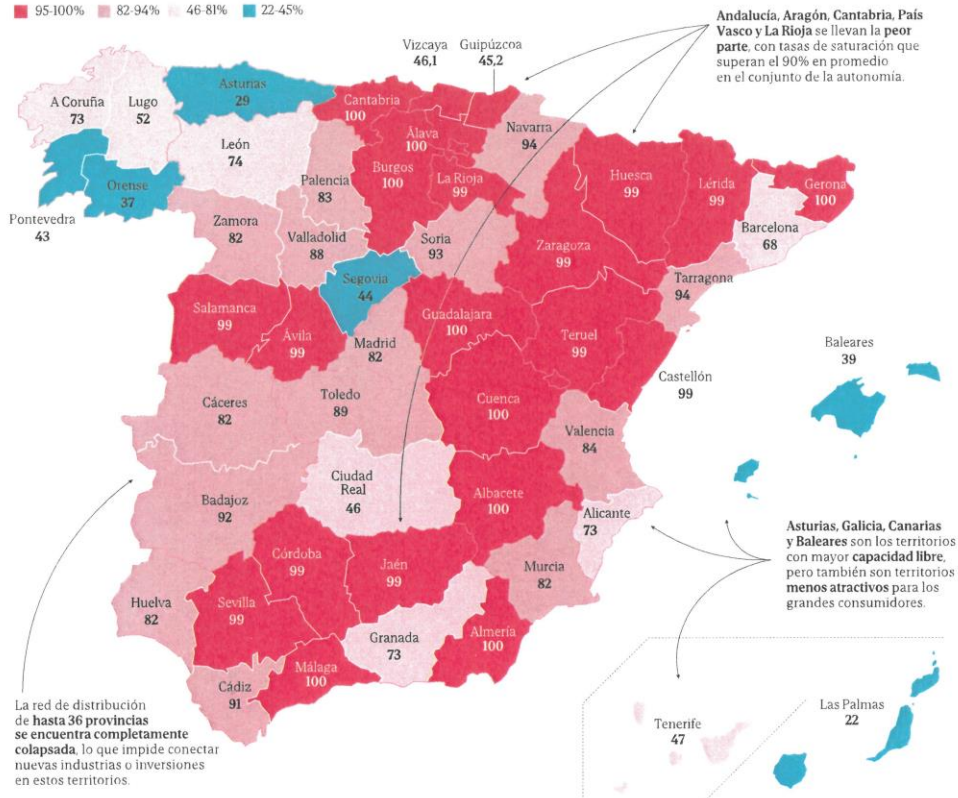 95-100% 82-94% 46-81% 22-45%
Andalucía, Aragón, Cantabria, País
Vasco y La Rioja se llevan la peor
parte, con tasas de saturación que
superan el 90% en promedio
en el conjunto de la autonomía.
Vizcaya
46,1
Guipúzcoa
45,2
A Coruña
73
Lugo
52
Asturias
29
Cantabria
100
Álava
100
Navarra
94
León
74
Palencia
83
Burgos
100
La Rioja
99
Huesca
99
Lérida
99
Gerona
100
Orense
37
Pontevedra
43
Zamora
82
Valladolid
88
Soria
93
Zaragoza
99
Barcelona
68
Tarragona
94
Segovia
44
Salamanca
99
Ávila
99
Madrid
82
Guadalajara
100
Teruel
99
Castellón
99
Baleares
39
Cáceres
82
Toledo
89
Cuenca
100
Valencia
84
Ciudad
Real
46
Badajoz
92
Albacete
100
Alicante
73
Asturias, Galicia, Canarias
y Baleares son los territorios
con mayor capacidad libre,
pero también son territorios
menos atractivos para los
grandes consumidores.
Córdoba
99
Jaén
99
Murcia
82
Huelva
82
Sevilla
99
Granada
73
Almería
100
Málaga
100
Cádiz
91
La red de distribución
de hasta 36 provincias
se encuentra completamente
colapsada, lo que impide conectar
nuevas industrias o inversiones
en estos territorios.
Tenerife
47
Las Palmas
22